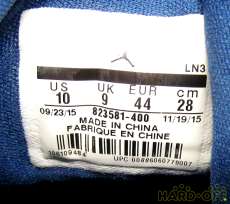 LN3
US UK EUR cm
10 9 44 28
09/23/15 823581-400 11/19/15
MADE IN CHINA
FABRIQUE EN CHINE
HARD-OFF